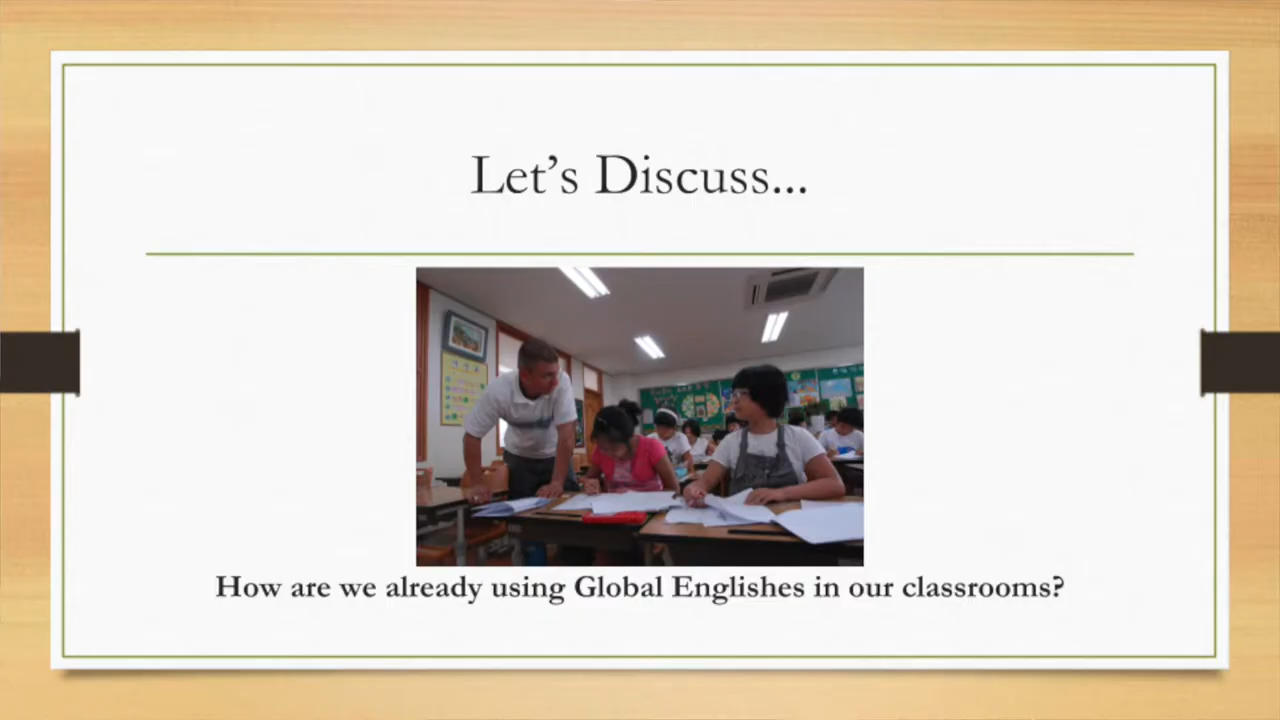 Let’s Discuss...
How are we already using Global Englishes in our classrooms?